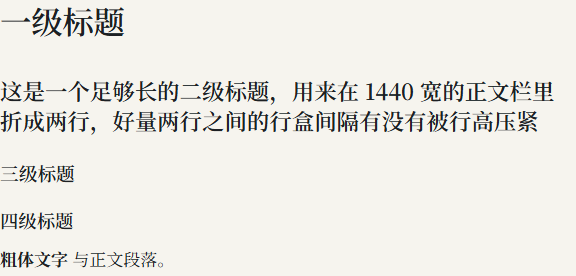 一级标题
这是一个足够长的二级标题，用来在 1440 宽的正文栏里
折成两行，好量两行之间的行盒间隔有没有被行高压紧
三级标题
四级标题
粗体文字 与正文段落。